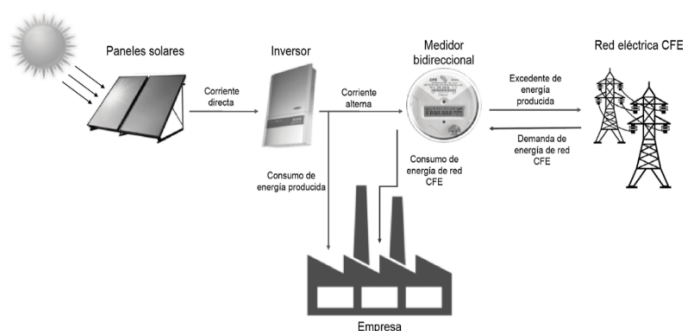 Paneles solares
Inversor
Medidor
bidireccional
Red eléctrica CFE
Corriente
directa
Corriente
alterna
Excedente de
energía
producida
Demanda de
energía de red
CFE
Consumo de
energía producida
Consumo de
energía de red
CFE
Empresa